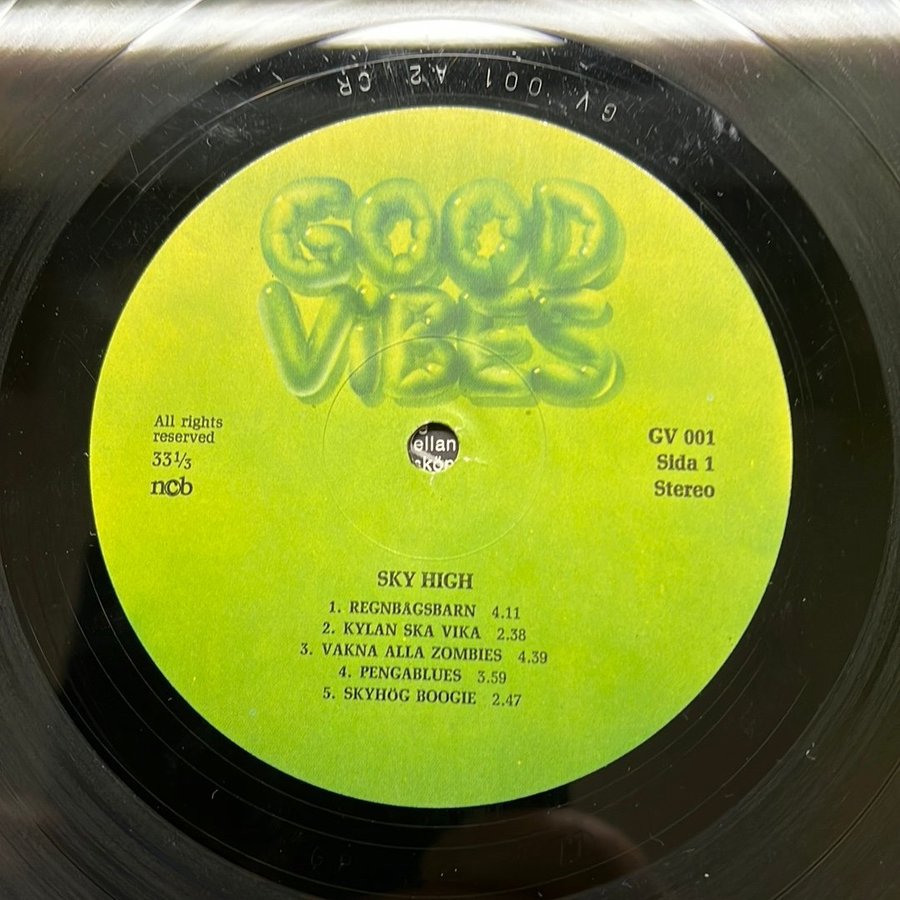 GV 001 A2 CR
GOOD
VIBES
All rights
reserved
33⅓
ncb
GV 001
Sida 1
Stereo
ellan
SKY HIGH
1. REGNBÅGSBARN 4.11
2. KYLAN SKA VIKA 2.38
3. VAKNA ALLA ZOMBIES 4.39
4. PENGABLUES 3.59
5. SKYHÖG BOOGIE 2.47